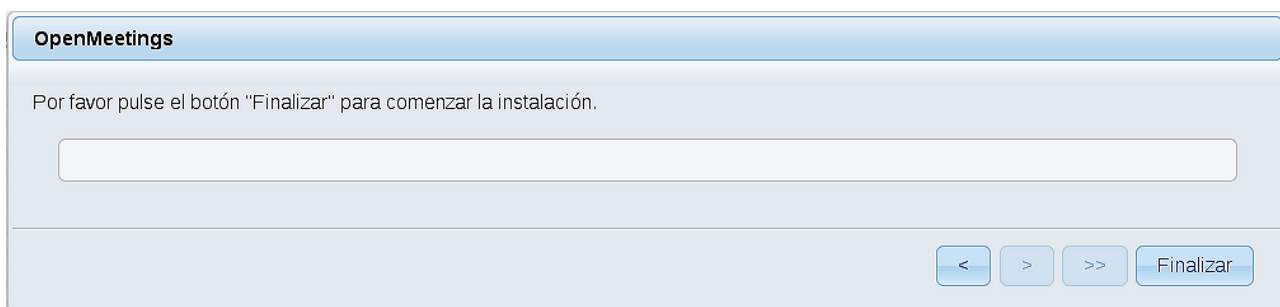 OpenMeetings
Por favor pulse el botón "Finalizar" para comenzar la instalación.
< > >> Finalizar